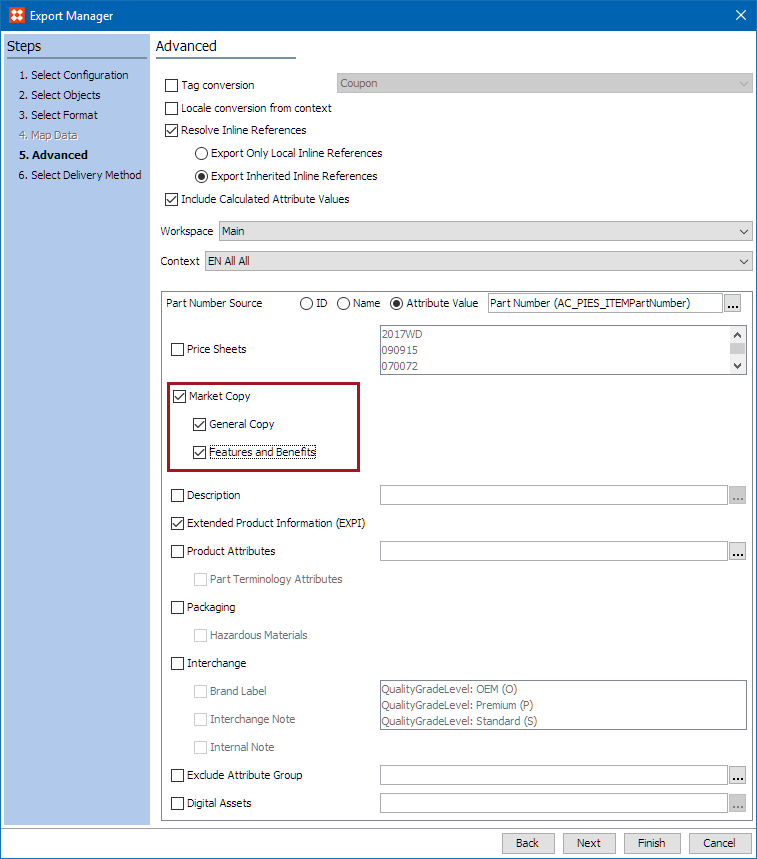 Export Manager
Steps
1. Select Configuration
2. Select Objects
3. Select Format
4. Map Data
5. Advanced
6. Select Delivery Method
Advanced
Tag conversion Coupon
Locale conversion from context
Resolve Inline References
Export Only Local Inline References
Export Inherited Inline References
Include Calculated Attribute Values
Workspace Main
Context EN All All
Part Number Source ID Name Attribute Value Part Number (AC_PIES_ITEMPartNumber) ...
Price Sheets
2017WD
090915
070072
Market Copy
General Copy
Features and Benefits
Description ...
Extended Product Information (EXPI)
Product Attributes ...
Part Terminology Attributes
Packaging
Hazardous Materials
Interchange
Brand Label
Interchange Note
Internal Note
QualityGradeLevel: OEM (O)
QualityGradeLevel: Premium (P)
QualityGradeLevel: Standard (S)
Exclude Attribute Group ...
Digital Assets ...
Back Next Finish Cancel